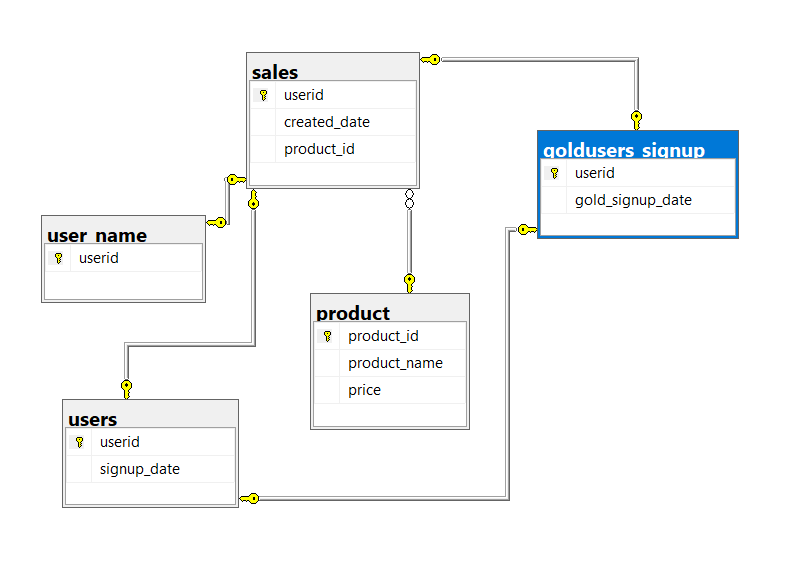 sales
userid
created_date
product_id
goldusers_signup
userid
gold_signup_date
user_name
userid
product
product_id
product_name
price
users
userid
signup_date